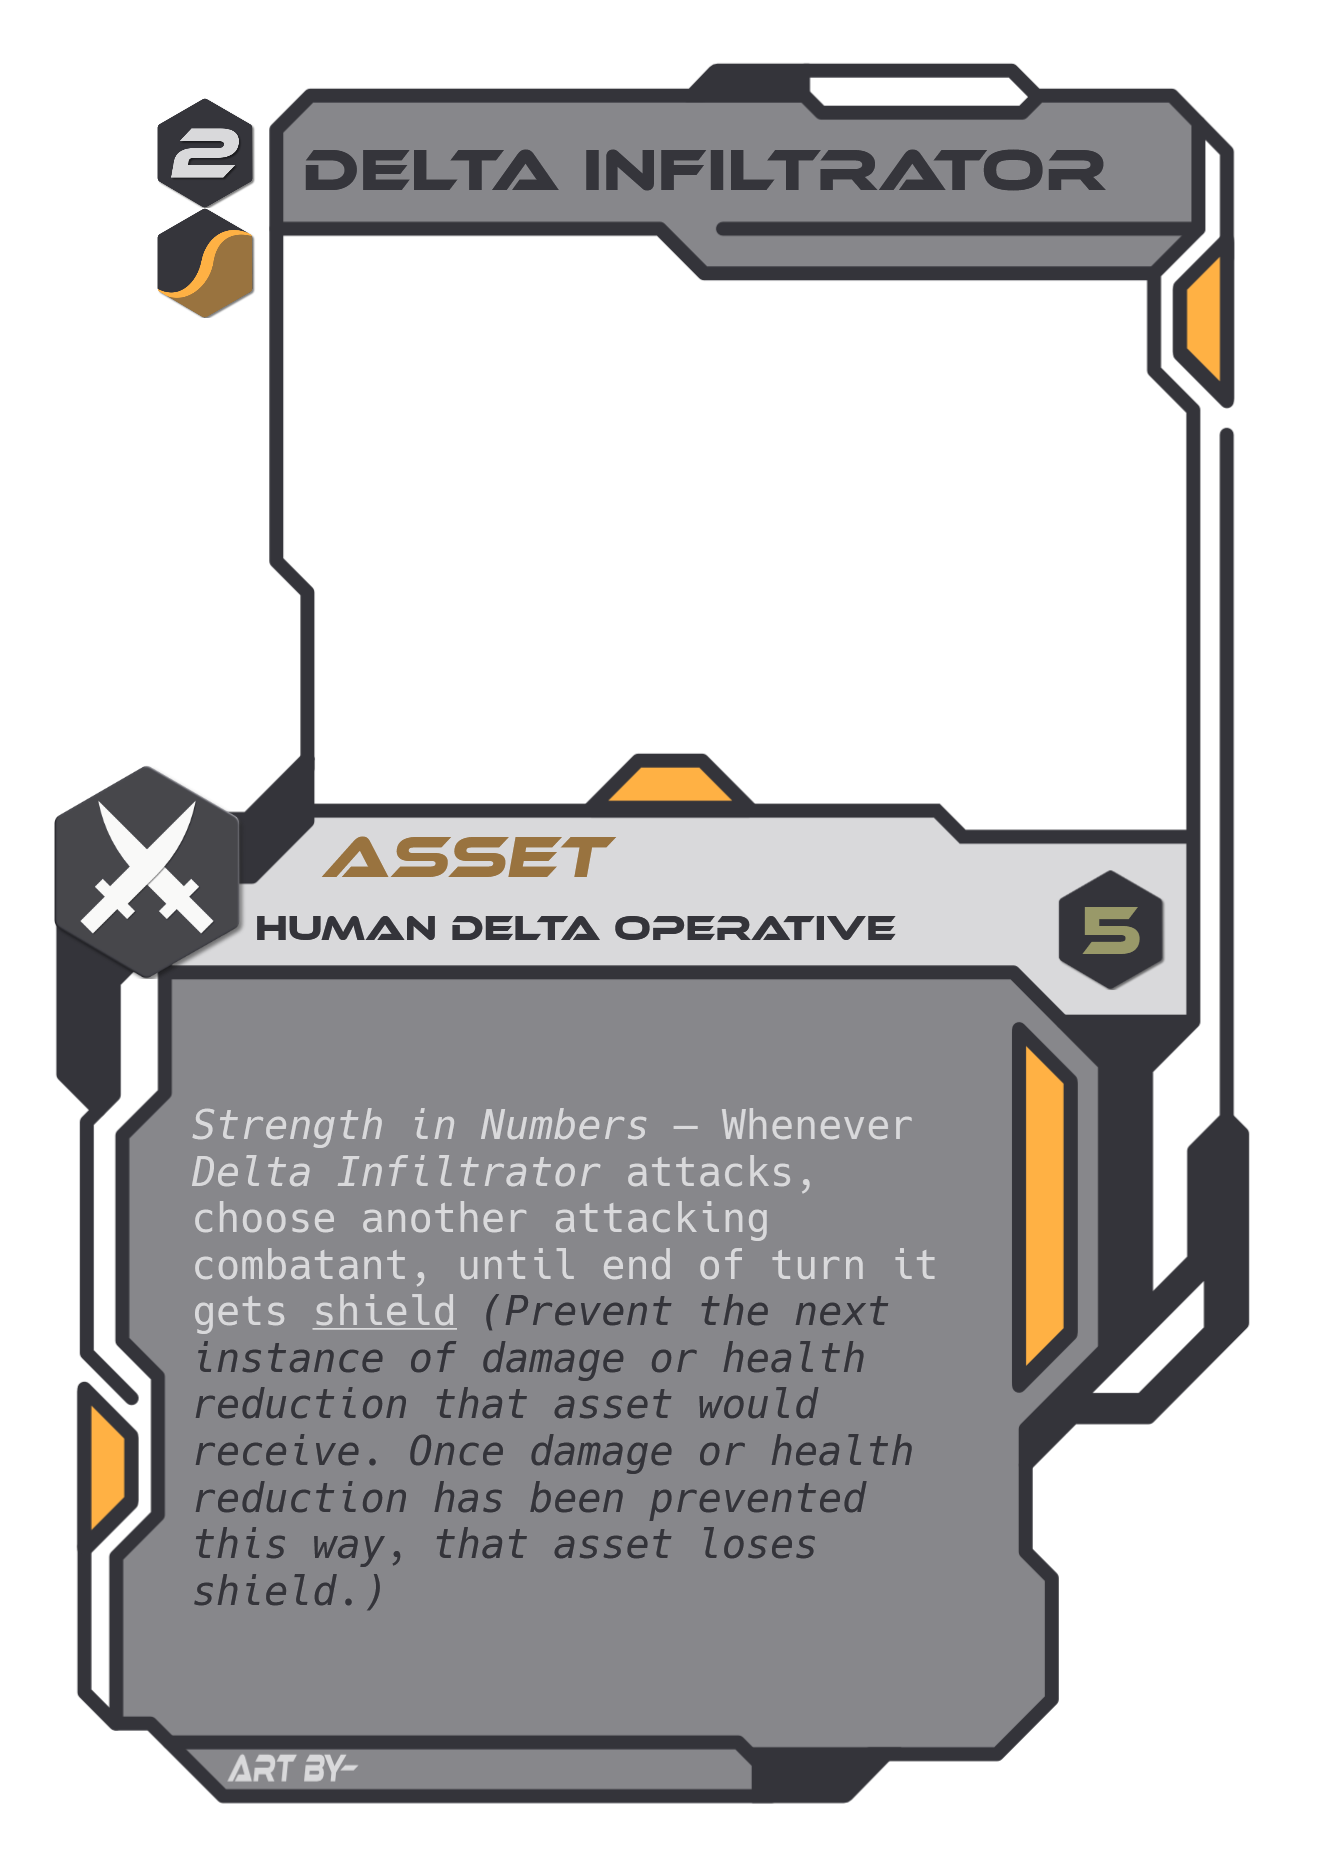 2
DELTA INFILTRATOR
ASSET
HUMAN DELTA OPERATIVE
5
Strength in Numbers — Whenever
Delta Infiltrator attacks,
choose another attacking
combatant, until end of turn it
gets shield (Prevent the next
instance of damage or health
reduction that asset would
receive. Once damage or health
reduction has been prevented
this way, that asset loses
shield.)
ART BY-